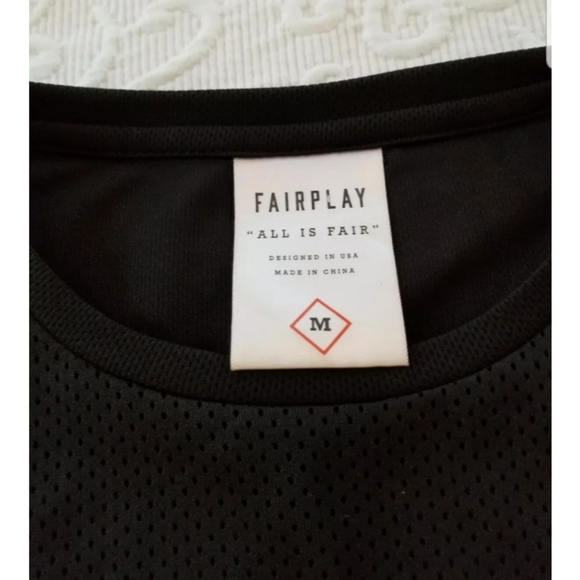 FAIRPLAY
"ALL IS FAIR"
DESIGNED IN USA
MADE IN CHINA
M